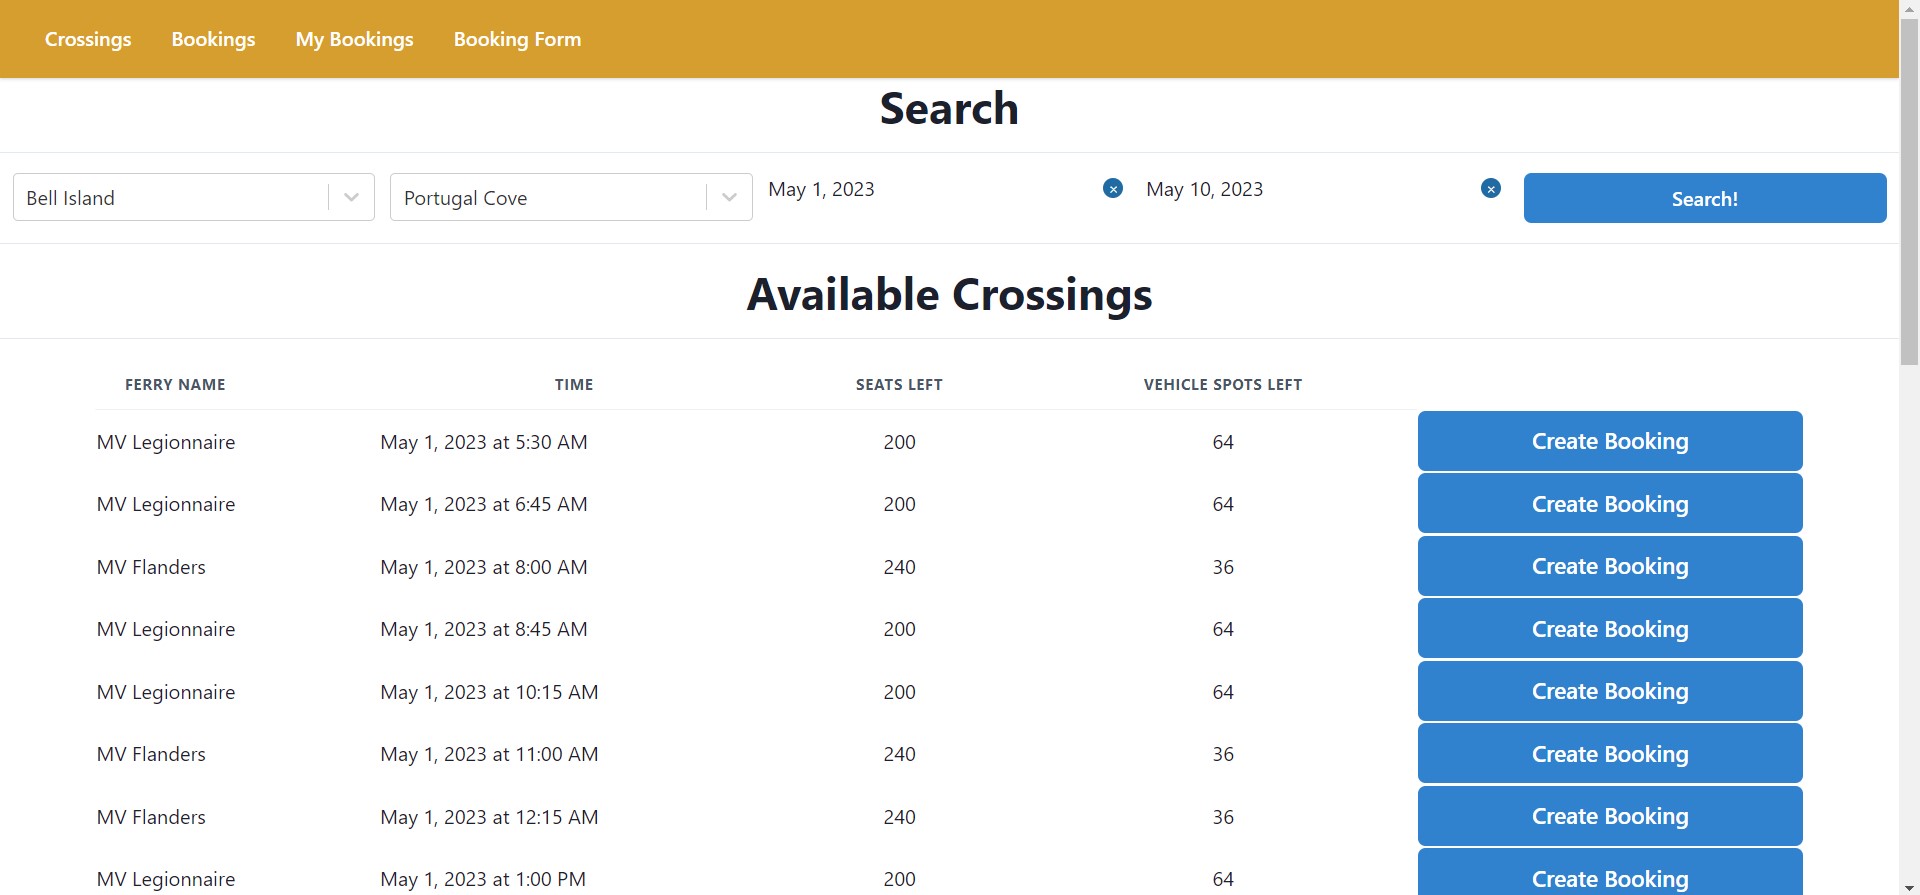 Crossings Bookings My Bookings Booking Form
Search
Bell Island Portugal Cove May 1, 2023 May 10, 2023 Search!
Available Crossings
FERRY NAME TIME SEATS LEFT VEHICLE SPOTS LEFT
MV Legionnaire May 1, 2023 at 5:30 AM 200 64 Create Booking
MV Legionnaire May 1, 2023 at 6:45 AM 200 64 Create Booking
MV Flanders May 1, 2023 at 8:00 AM 240 36 Create Booking
MV Legionnaire May 1, 2023 at 8:45 AM 200 64 Create Booking
MV Legionnaire May 1, 2023 at 10:15 AM 200 64 Create Booking
MV Flanders May 1, 2023 at 11:00 AM 240 36 Create Booking
MV Flanders May 1, 2023 at 12:15 AM 240 36 Create Booking
MV Legionnaire May 1, 2023 at 1:00 PM 200 64 Create Booking